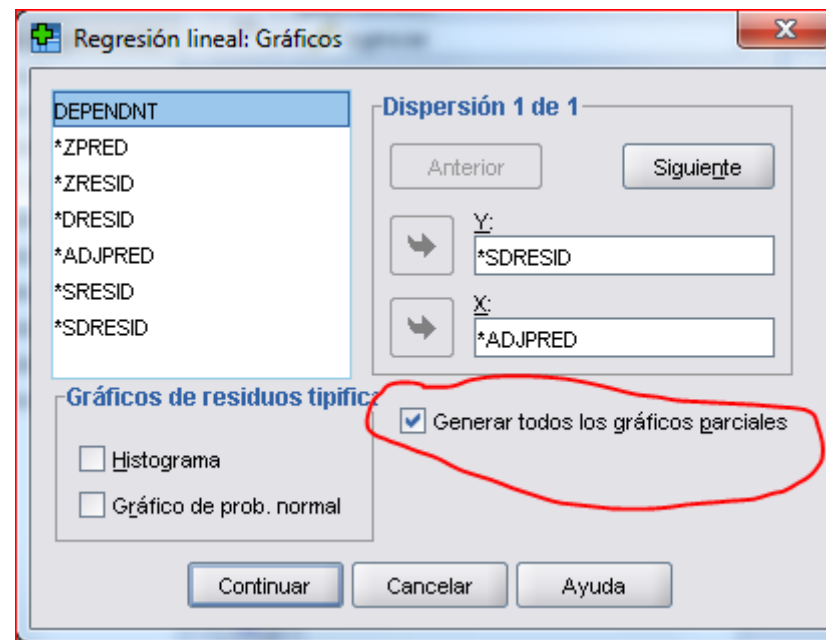 Regresión lineal: Gráficos
DEPENDNT
*ZPRED
*ZRESID
*DRESID
*ADJPRED
*SRESID
*SDRESID
Dispersión 1 de 1
Anterior
Siguiente
Y:
*SDRESID
X:
*ADJPRED
Gráficos de residuos tipific
Histograma
Gráfico de prob. normal
Generar todos los gráficos parciales
Continuar
Cancelar
Ayuda